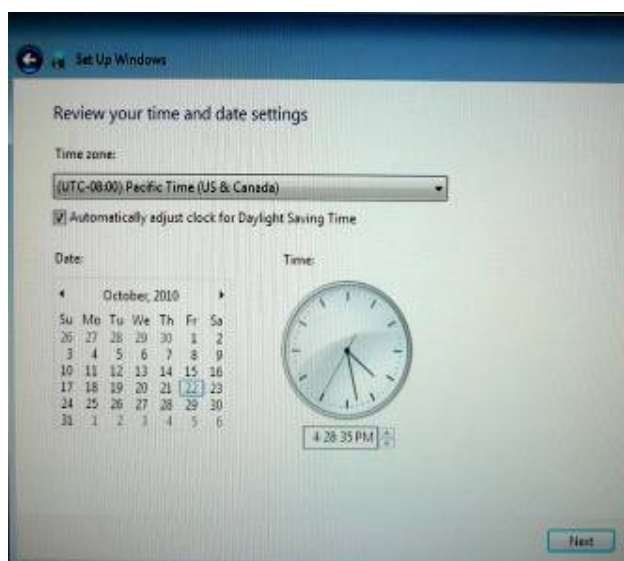 Set Up Windows
Review your time and date settings
Time zone:
(UTC-08:00) Pacific Time (US & Canada)
Automatically adjust clock for Daylight Saving Time
Date:
Time:
October, 2010
Su Mo Tu We Th Fr Sa
26 27 28 29 30 1 2
3 4 5 6 7 8 9
10 11 12 13 14 15 16
17 18 19 20 21 22 23
24 25 26 27 28 29 30
31 1 2 3 4 5 6
4:28:35 PM
Next